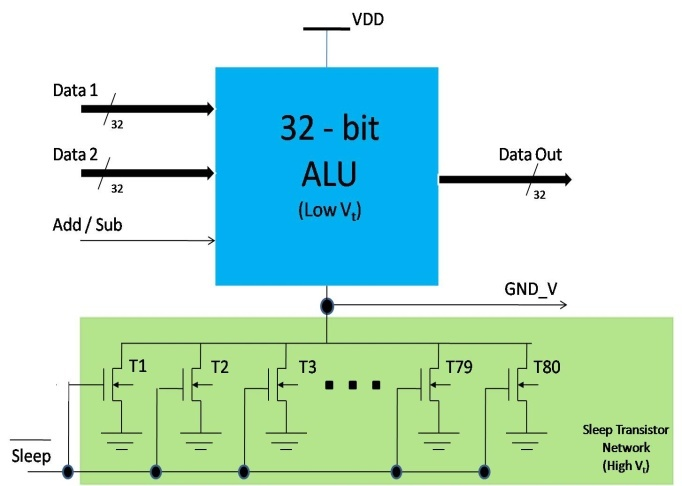 VDD
Data 1
32
32 - bit
ALU
(Low Vt)
Data 2
32
Data Out
32
Add / Sub
GND_V
T1
T2
T3
T79
T80
Sleep
Sleep Transistor
Network
(High Vt)